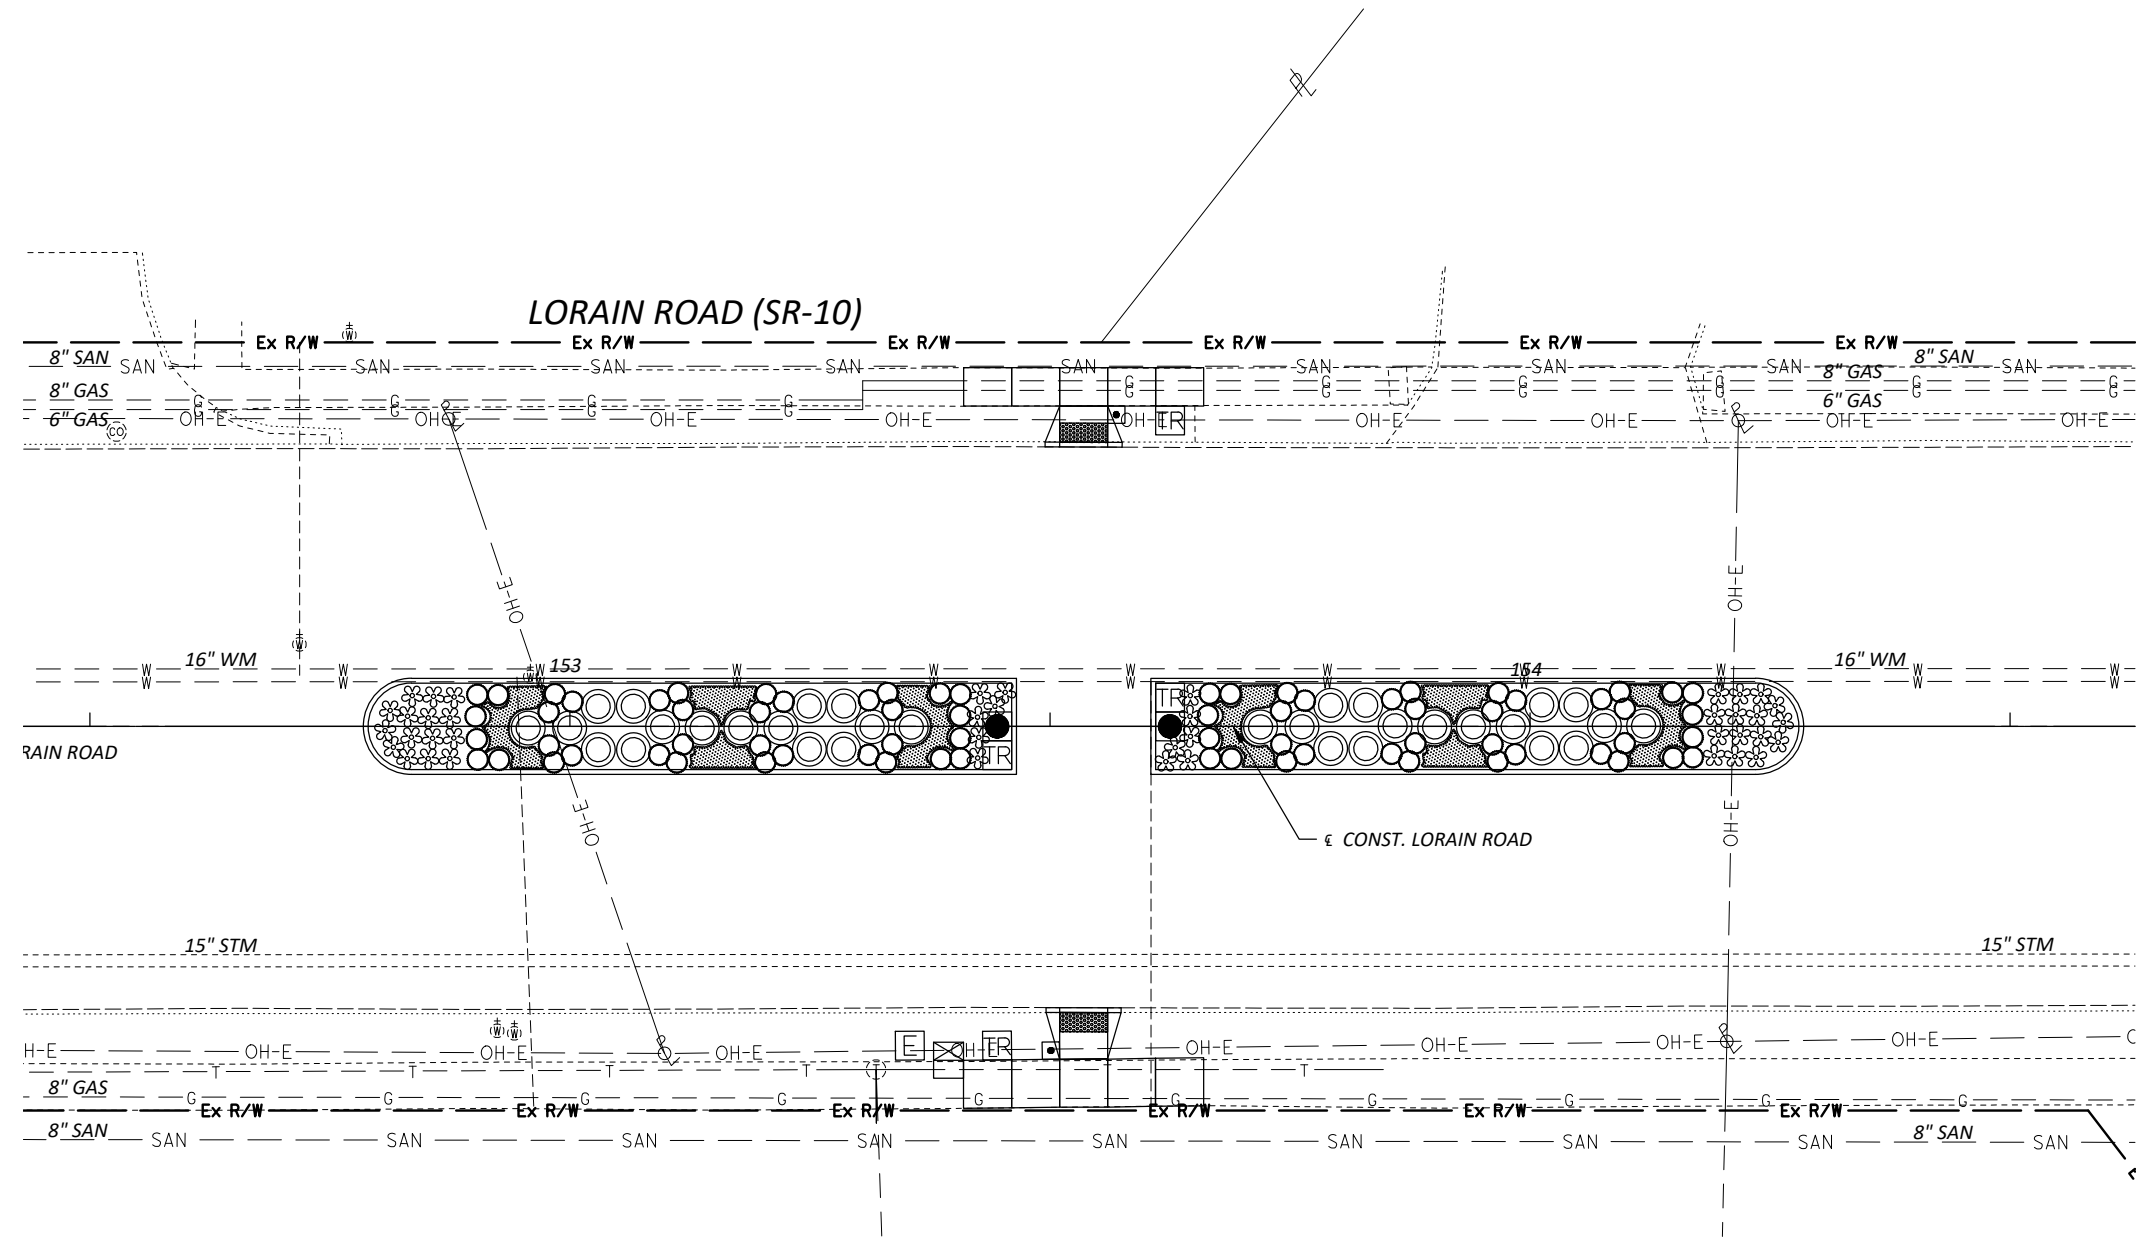 LORAIN ROAD (SR-10)
Ex R/W Ex R/W Ex R/W Ex R/W Ex R/W Ex R/W
8" SAN SAN SAN SAN SAN SAN SAN SAN SAN 8" SAN SAN
8" GAS G G G G G G G 8" GAS G G
G G G G G G G G G
6" GAS OH-E OH-E OH-E OH-E OH-E TR OH-E OH-E 6" GAS OH-E OH-E
CO
OH-E OH-E
16" WM W W W 153 W W W W 154 W W 16" WM W W
W W W W W W W W W W W
TR
RAIN ROAD TR
OH-E OH-E
℄ CONST. LORAIN ROAD
15" STM 15" STM
H-E OH-E OH-E OH-E E OH-E TR OH-E OH-E OH-E OH-E O
T T T T T T
8" GAS G G G G G G G G G G
Ex R/W Ex R/W Ex R/W Ex R/W Ex R/W Ex R/W
8" SAN SAN SAN SAN SAN SAN SAN SAN SAN 8" SAN SAN